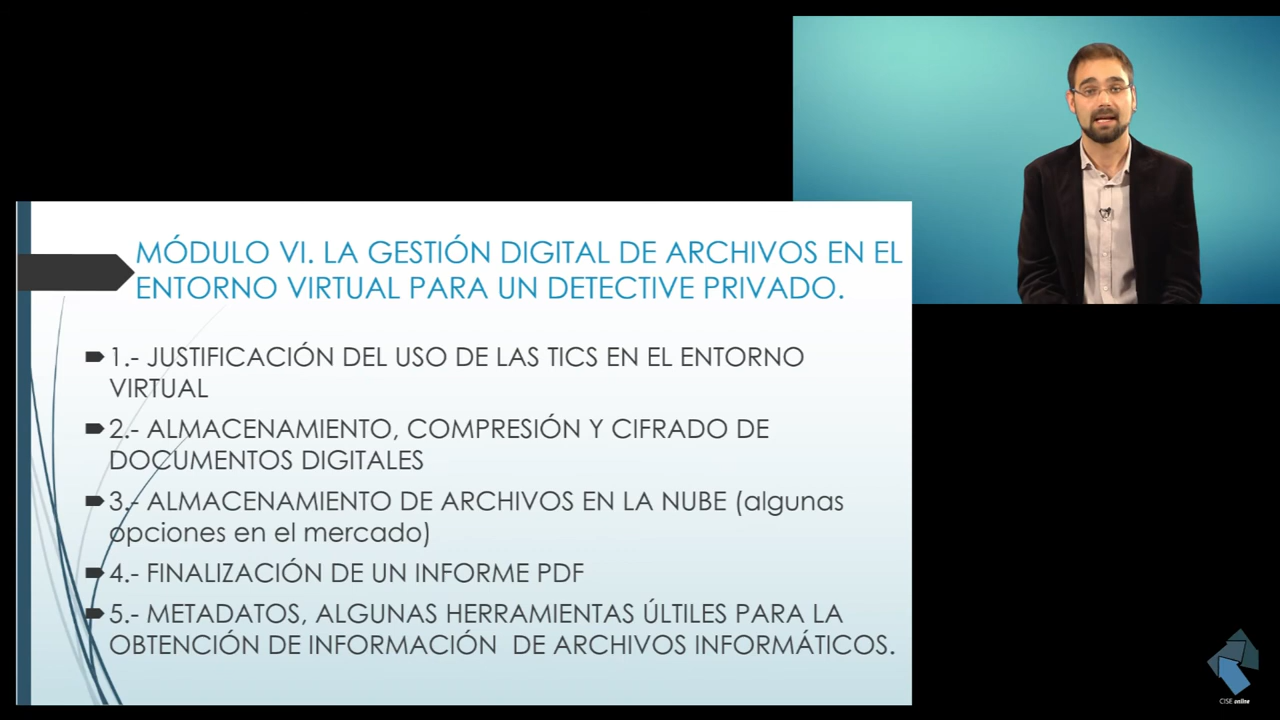 MÓDULO VI. LA GESTIÓN DIGITAL DE ARCHIVOS EN EL
ENTORNO VIRTUAL PARA UN DETECTIVE PRIVADO.
1.- JUSTIFICACIÓN DEL USO DE LAS TICS EN EL ENTORNO
VIRTUAL
2.- ALMACENAMIENTO, COMPRESIÓN Y CIFRADO DE
DOCUMENTOS DIGITALES
3.- ALMACENAMIENTO DE ARCHIVOS EN LA NUBE (algunas
opciones en el mercado)
4.- FINALIZACIÓN DE UN INFORME PDF
5.- METADATOS, ALGUNAS HERRAMIENTAS ÚLTILES PARA LA
OBTENCIÓN DE INFORMACIÓN DE ARCHIVOS INFORMÁTICOS.
CISE online